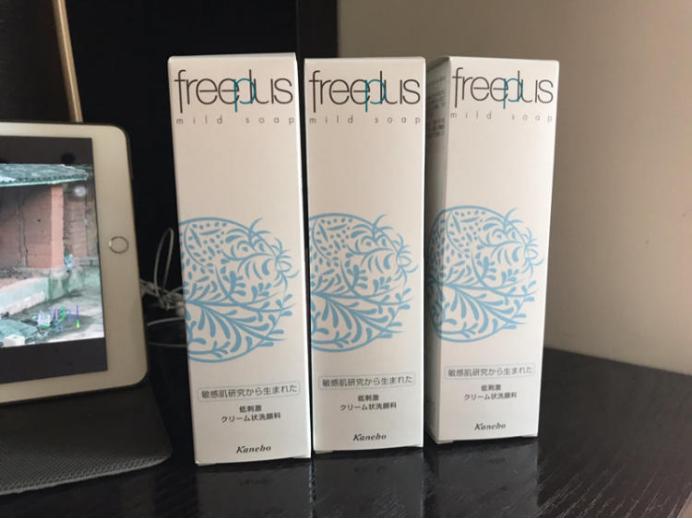 freeplus
mild soap
敏感肌研究から生まれた
低刺激
クリーム状洗顔料
Kanebo
freeplus
mild soap
敏感肌研究から生まれた
低刺激
クリーム状洗顔料
Kanebo
freeplus
mild soap
敏感肌研究から生まれた
低刺激
クリーム状洗顔料
Kanebo